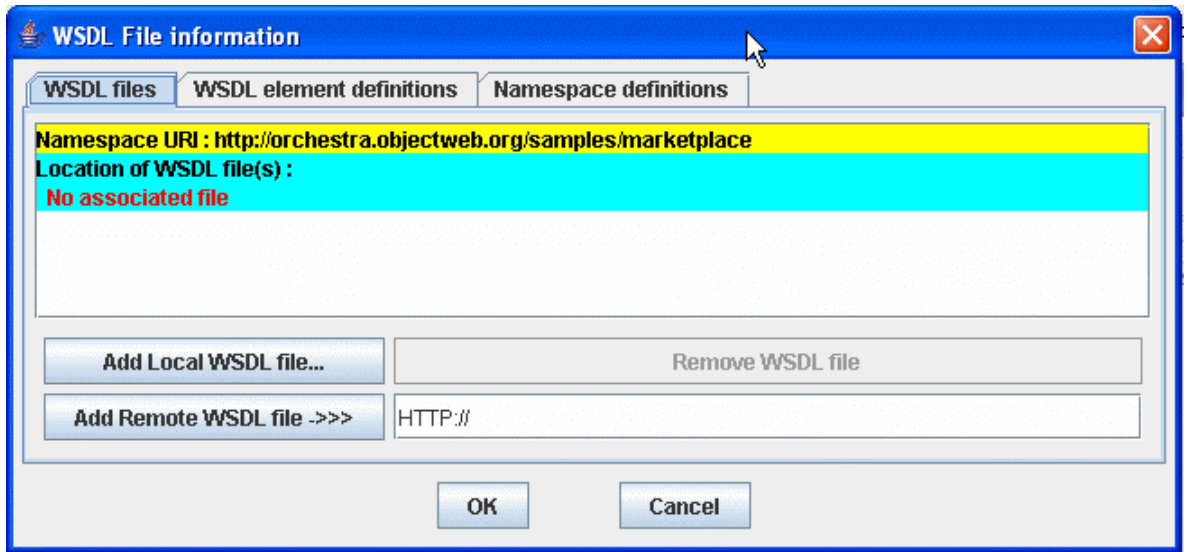 WSDL File information
WSDL files WSDL element definitions Namespace definitions
Namespace URI : http://orchestra.objectweb.org/samples/marketplace
Location of WSDL file(s) :
No associated file
Add Local WSDL file... Remove WSDL file
Add Remote WSDL file ->>> HTTP://
OK Cancel